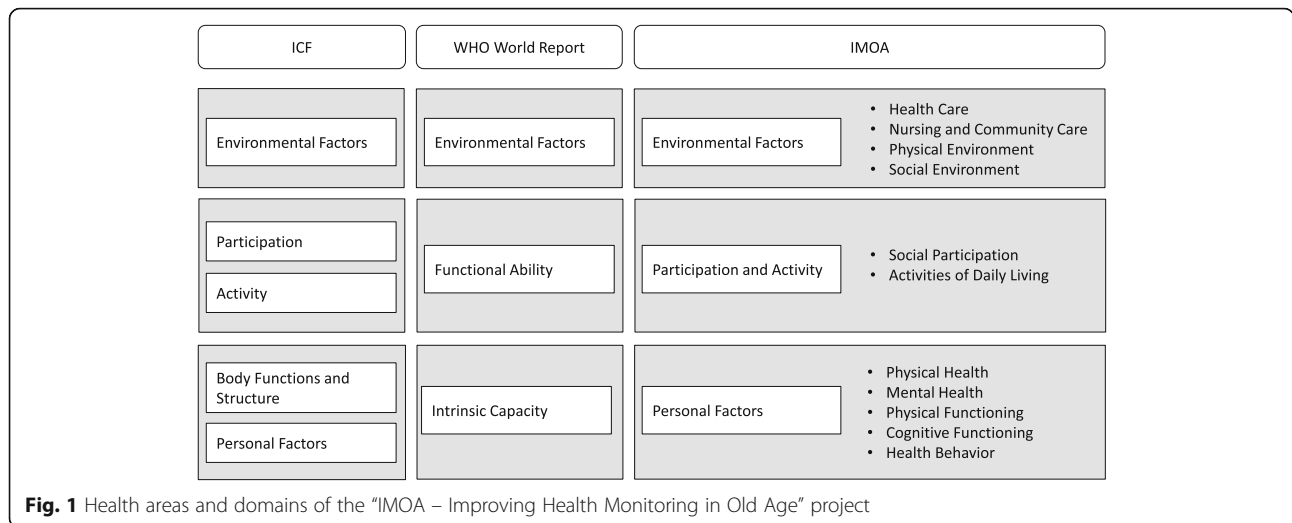 ICF
WHO World Report
IMOA
Environmental Factors
Environmental Factors
Environmental Factors
• Health Care
• Nursing and Community Care
• Physical Environment
• Social Environment
Participation
Activity
Functional Ability
Participation and Activity
• Social Participation
• Activities of Daily Living
Body Functions and
Structure
Personal Factors
Intrinsic Capacity
Personal Factors
• Physical Health
• Mental Health
• Physical Functioning
• Cognitive Functioning
• Health Behavior
Fig. 1 Health areas and domains of the “IMOA – Improving Health Monitoring in Old Age” project